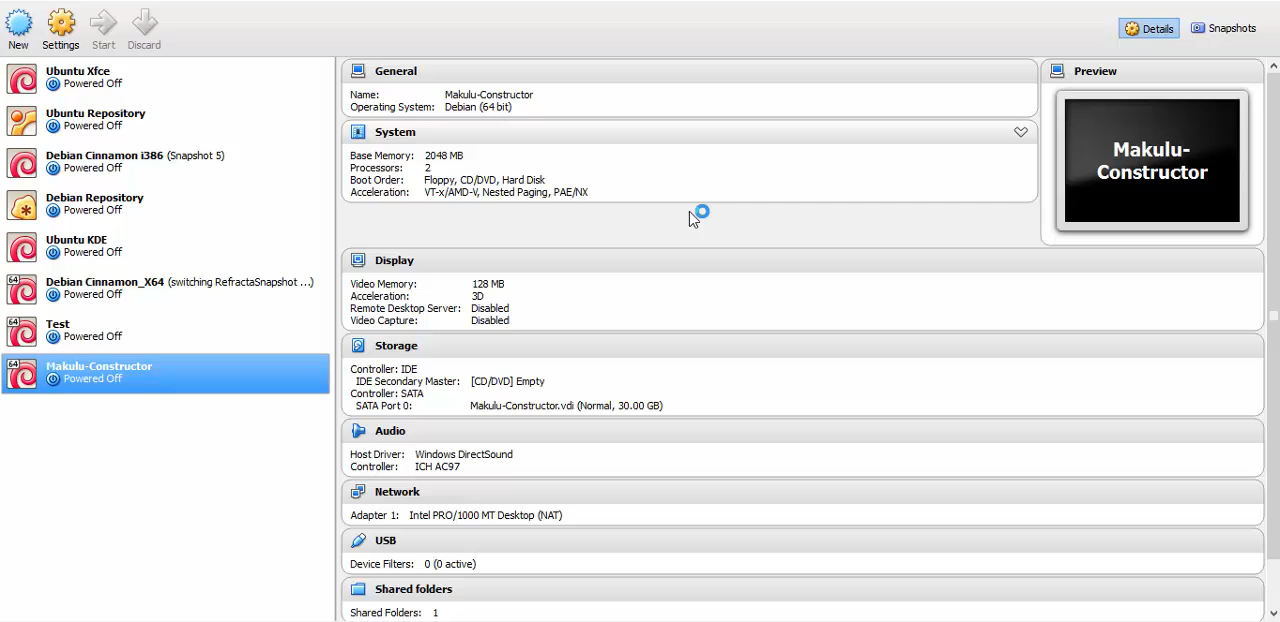 New Settings Start Discard
Details Snapshots
Ubuntu Xfce
Powered Off
Ubuntu Repository
Powered Off
Debian Cinnamon i386 (Snapshot 5)
Powered Off
Debian Repository
Powered Off
Ubuntu KDE
Powered Off
64
Debian Cinnamon_X64 (switching RefractaSnapshot ...)
Powered Off
64
Test
Powered Off
64
Makulu-Constructor
Powered Off
General
Name: Makulu-Constructor
Operating System: Debian (64 bit)
System
Base Memory: 2048 MB
Processors: 2
Boot Order: Floppy, CD/DVD, Hard Disk
Acceleration: VT-x/AMD-V, Nested Paging, PAE/NX
Preview
Makulu-
Constructor
Display
Video Memory: 128 MB
Acceleration: 3D
Remote Desktop Server: Disabled
Video Capture: Disabled
Storage
Controller: IDE
IDE Secondary Master: [CD/DVD] Empty
Controller: SATA
SATA Port 0: Makulu-Constructor.vdi (Normal, 30.00 GB)
Audio
Host Driver: Windows DirectSound
Controller: ICH AC97
Network
Adapter 1: Intel PRO/1000 MT Desktop (NAT)
USB
Device Filters: 0 (0 active)
Shared folders
Shared Folders: 1